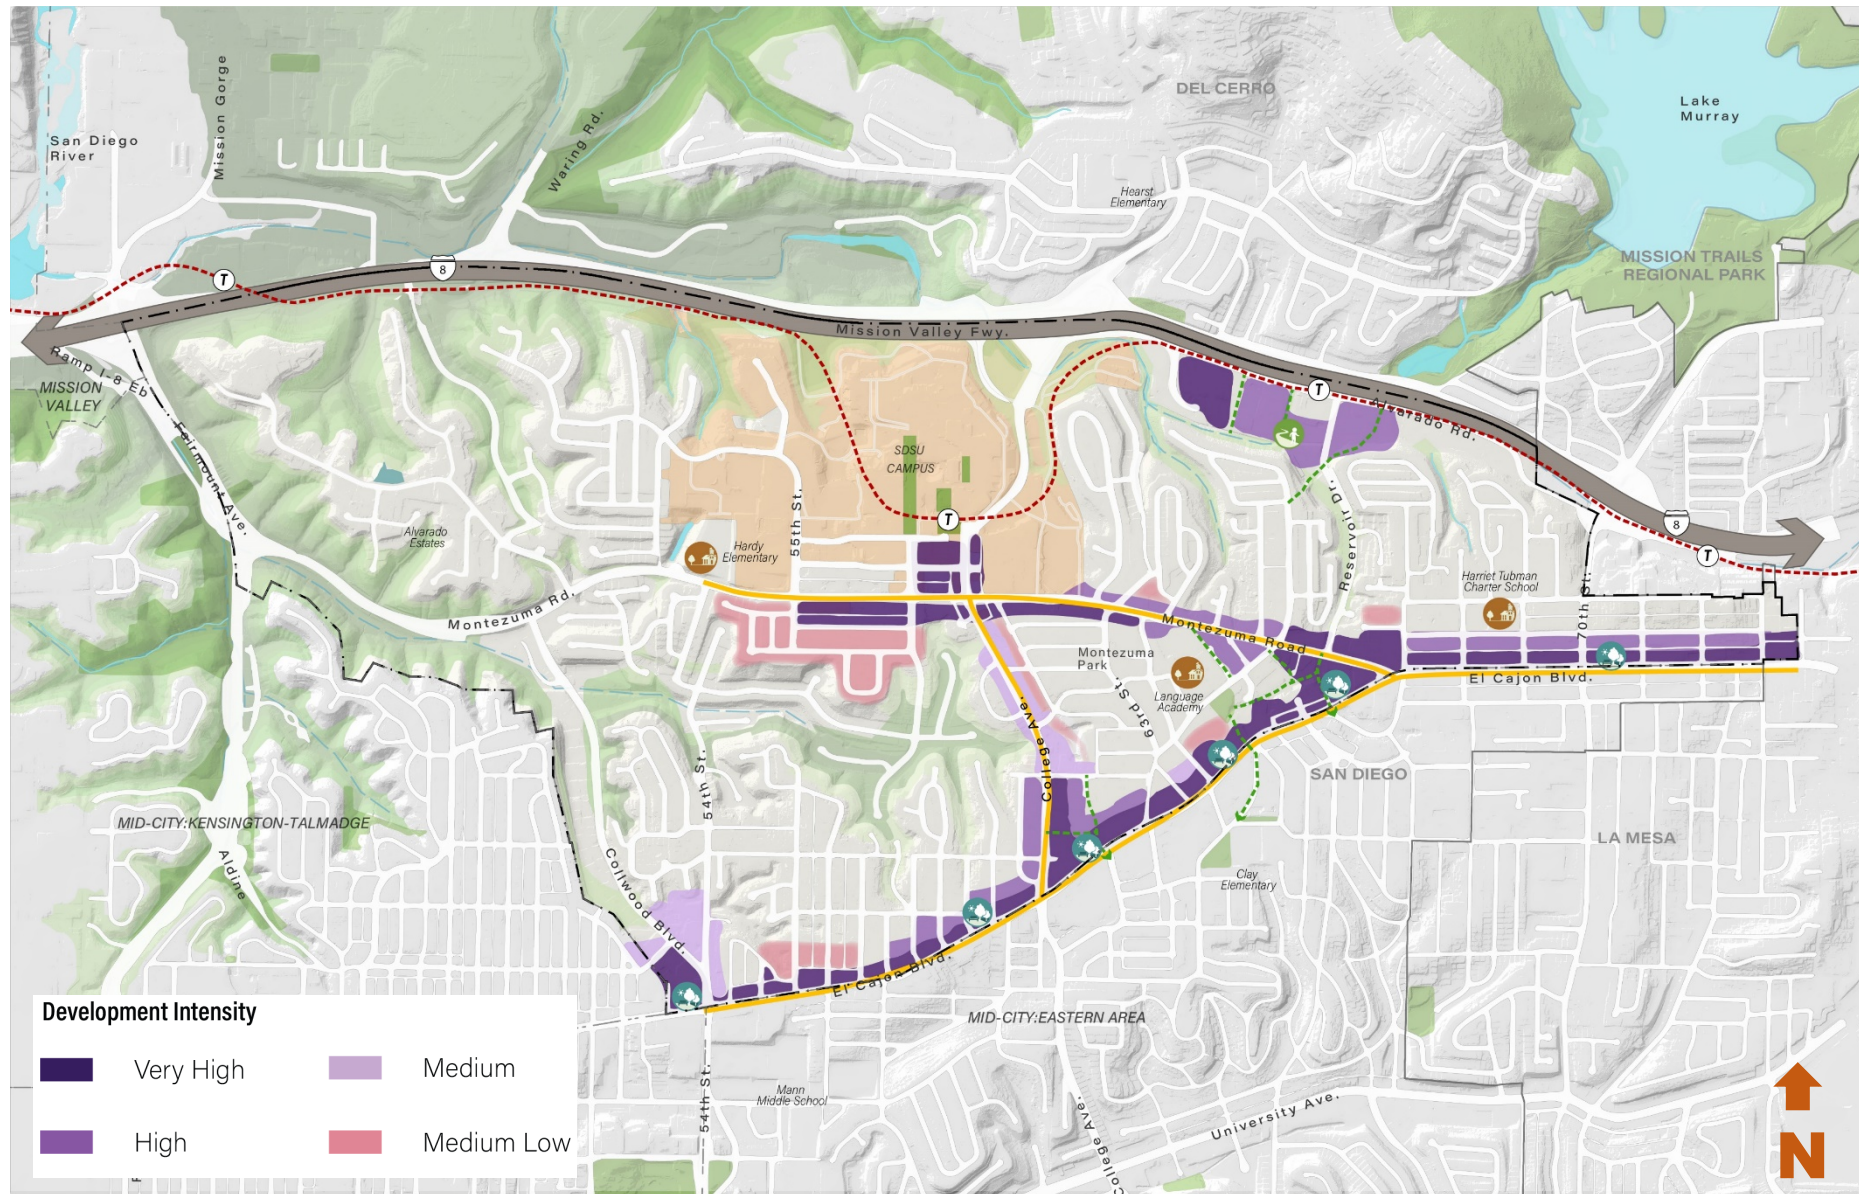 DEL CERRO
Lake
Murray
Mission Gorge
San Diego
River
Waring Rd.
Hearst
Elementary
MISSION TRAILS
REGIONAL PARK
T
8
Mission Valley Fwy.
Ramp I-8 Eb
MISSION
VALLEY
T
Alvarado Rd.
Fairmount Ave.
SDSU
CAMPUS
55th St.
Reservoir Dr.
T
8
T
Alvarado
Estates
Hardy
Elementary
Harriet Tubman
Charter School
70th St.
Montezuma Rd.
Montezuma Road
Montezuma
Park
63rd St.
Language
Academy
El Cajon Blvd.
College Ave.
54th St.
SAN DIEGO
MID-CITY:KENSINGTON-TALMADGE
LA MESA
Aldine
Collwood Blvd.
Clay
Elementary
El Cajon Blvd.
MID-CITY:EASTERN AREA
Development Intensity
Very High
Medium
High
Medium Low
54th St.
Mann
Middle School
College Ave.
University Ave.
N